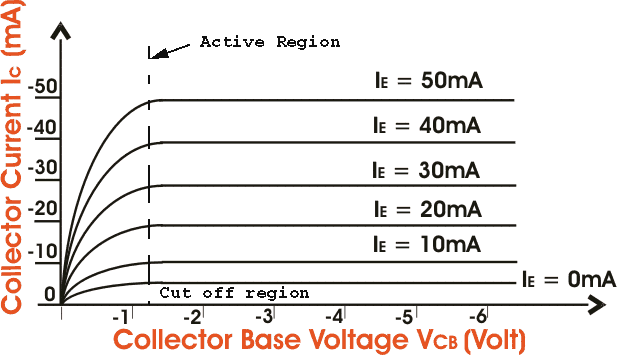 Collector Current IC (mA)
Active Region
-50
-40
-30
-20
-10
0
IE = 50mA
IE = 40mA
IE = 30mA
IE = 20mA
IE = 10mA
IE = 0mA
Cut off region
-1 -2 -3 -4 -5 -6
Collector Base Voltage VCB (Volt)